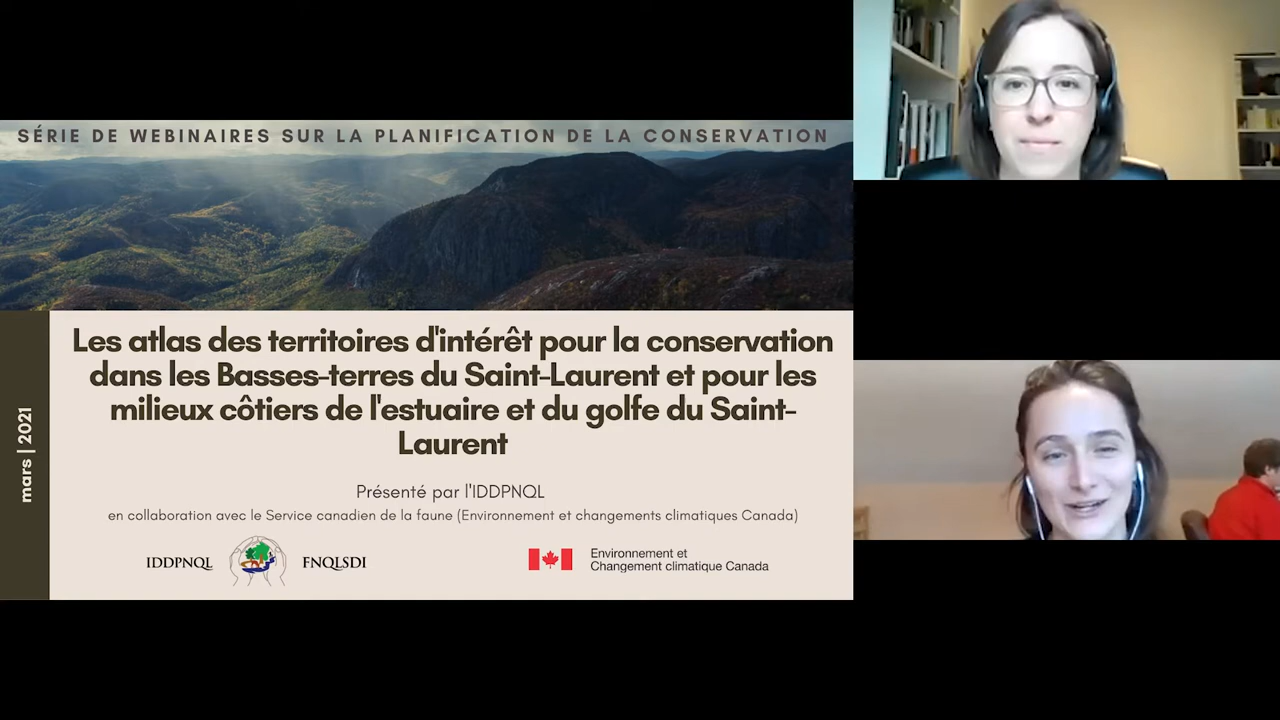 SÉRIE DE WEBINAIRES SUR LA PLANIFICATION DE LA CONSERVATION
Les atlas des territoires d'intérêt pour la conservation
dans les Basses-terres du Saint-Laurent et pour les
milieux côtiers de l'estuaire et du golfe du Saint-
Laurent
mars | 2021
Présenté par l'IDDPNQL
en collaboration avec le Service canadiende la faune (Environnement et changements climatiques Canada)
IDDPNQL
FNQLSDI
Environnement et
Changement climatique Canada